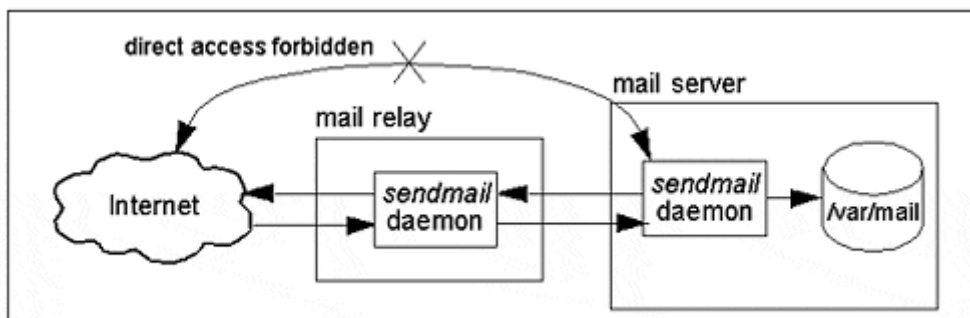 direct access forbidden
mail server
mail relay
Internet
sendmail
daemon
sendmail
daemon
/var/mail